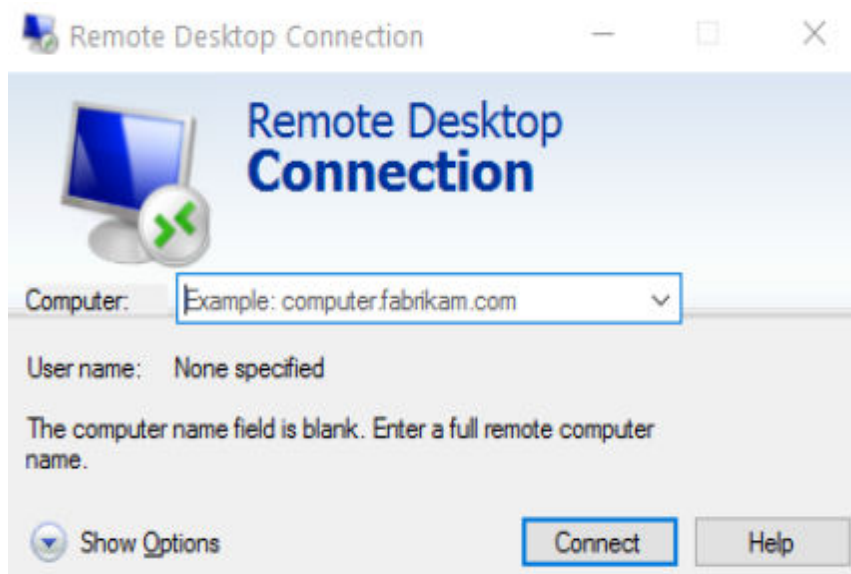 Remote Desktop Connection
Remote Desktop
Connection
Computer: Example: computer.fabrikam.com
User name: None specified
The computer name field is blank. Enter a full remote computer
name.
Show Options Connect Help